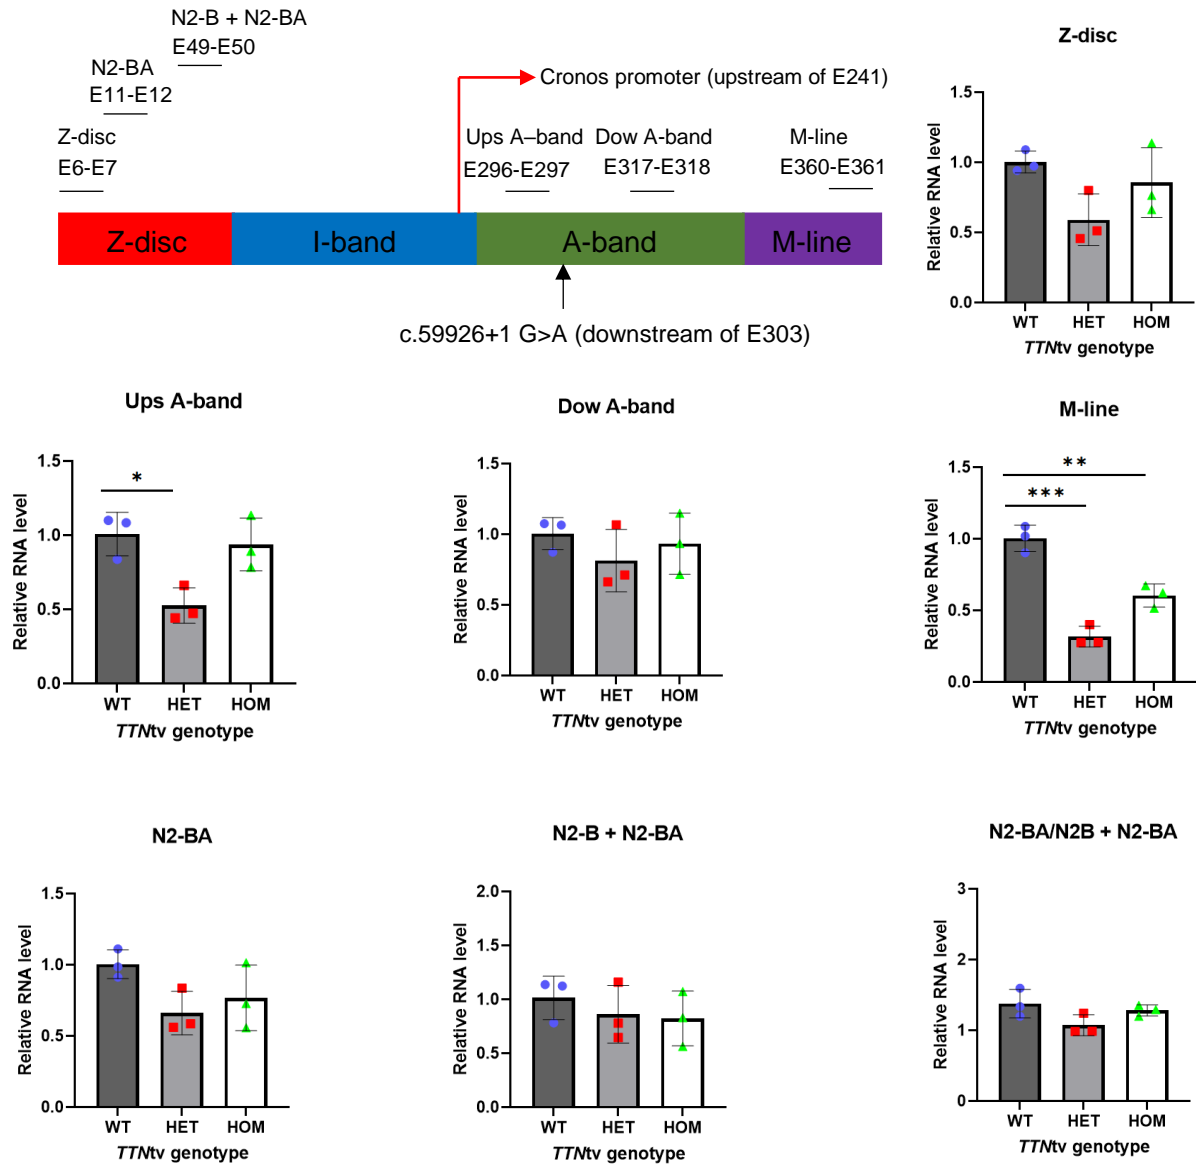 N2-B + N2-BA
E49-E50
N2-BA
E11-E12
Z-disc
E6-E7
Cronos promoter (upstream of E241)
Ups A–band
E296-E297
Dow A-band
E317-E318
M-line
E360-E361
Z-disc
I-band
A-band
M-line
c.59926+1 G>A (downstream of E303)
Z-disc
Relative RNA level
1.5
1.0
0.5
0.0
WT HET HOM
TTNtv genotype
Ups A-band
Relative RNA level
1.5
1.0
0.5
0.0
*
WT HET HOM
TTNtv genotype
Dow A-band
Relative RNA level
1.5
1.0
0.5
0.0
WT HET HOM
TTNtv genotype
M-line
Relative RNA level
1.5
1.0
0.5
0.0
**
***
WT HET HOM
TTNtv genotype
N2-BA
Relative RNA level
1.5
1.0
0.5
0.0
WT HET HOM
TTNtv genotype
N2-B + N2-BA
Relative RNA level
2.0
1.5
1.0
0.5
0.0
WT HET HOM
TTNtv genotype
N2-BA/N2B + N2-BA
Relative RNA level
3
2
1
0
WT HET HOM
TTNtv genotype